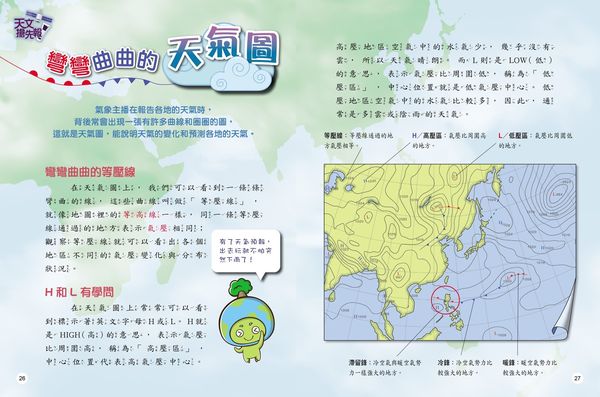 天文
搶先報
彎彎曲曲的天氣圖
氣象主播在報告各地的天氣時，
背後常會出現一張有許多曲線和圈圈的圖，
這就是天氣圖，能說明天氣的變化和預測各地的天氣。
彎彎曲曲的等壓線
在天氣圖上，我們可以看到一條條
彎曲的線，這些曲線叫做「等壓線」，
就像地圖裡的等高線一樣，同一條等壓
線通過的地方表示氣壓相同；
觀察等壓線就可以看出各個
地區不同的氣壓變化與分布
狀況。
有了天氣預報，
出去玩就不怕突
然下雨了！
H 和 L 有學問
在天氣圖上常常可以看
到標示著英文字母H或L。H就
是HIGH(高)的意思，表示氣壓
比周圍高，稱為「高壓區」，
中心位置代表高氣壓中心。
26
高壓地區空氣中的水氣少，幾乎沒有
雲，所以天氣晴朗。而L則是LOW(低)
的意思，表示氣壓比周圍低，稱為「低
壓區」，中心位置就是低氣壓中心。低
壓地區空氣中的水氣比較多，因此，通
常是多雲或陰雨的天氣。
等壓線：等壓線通過的地
方氣壓相等。
H／高壓區：氣壓比周圍高
的地方。
L／低壓區：氣壓比周圍低
的地方。
滯留鋒：冷空氣與暖空氣勢
力一樣強大的地方。
冷鋒：冷空氣勢力比
較強大的地方。
暖鋒：暖空氣勢力比
較強大的地方。
27